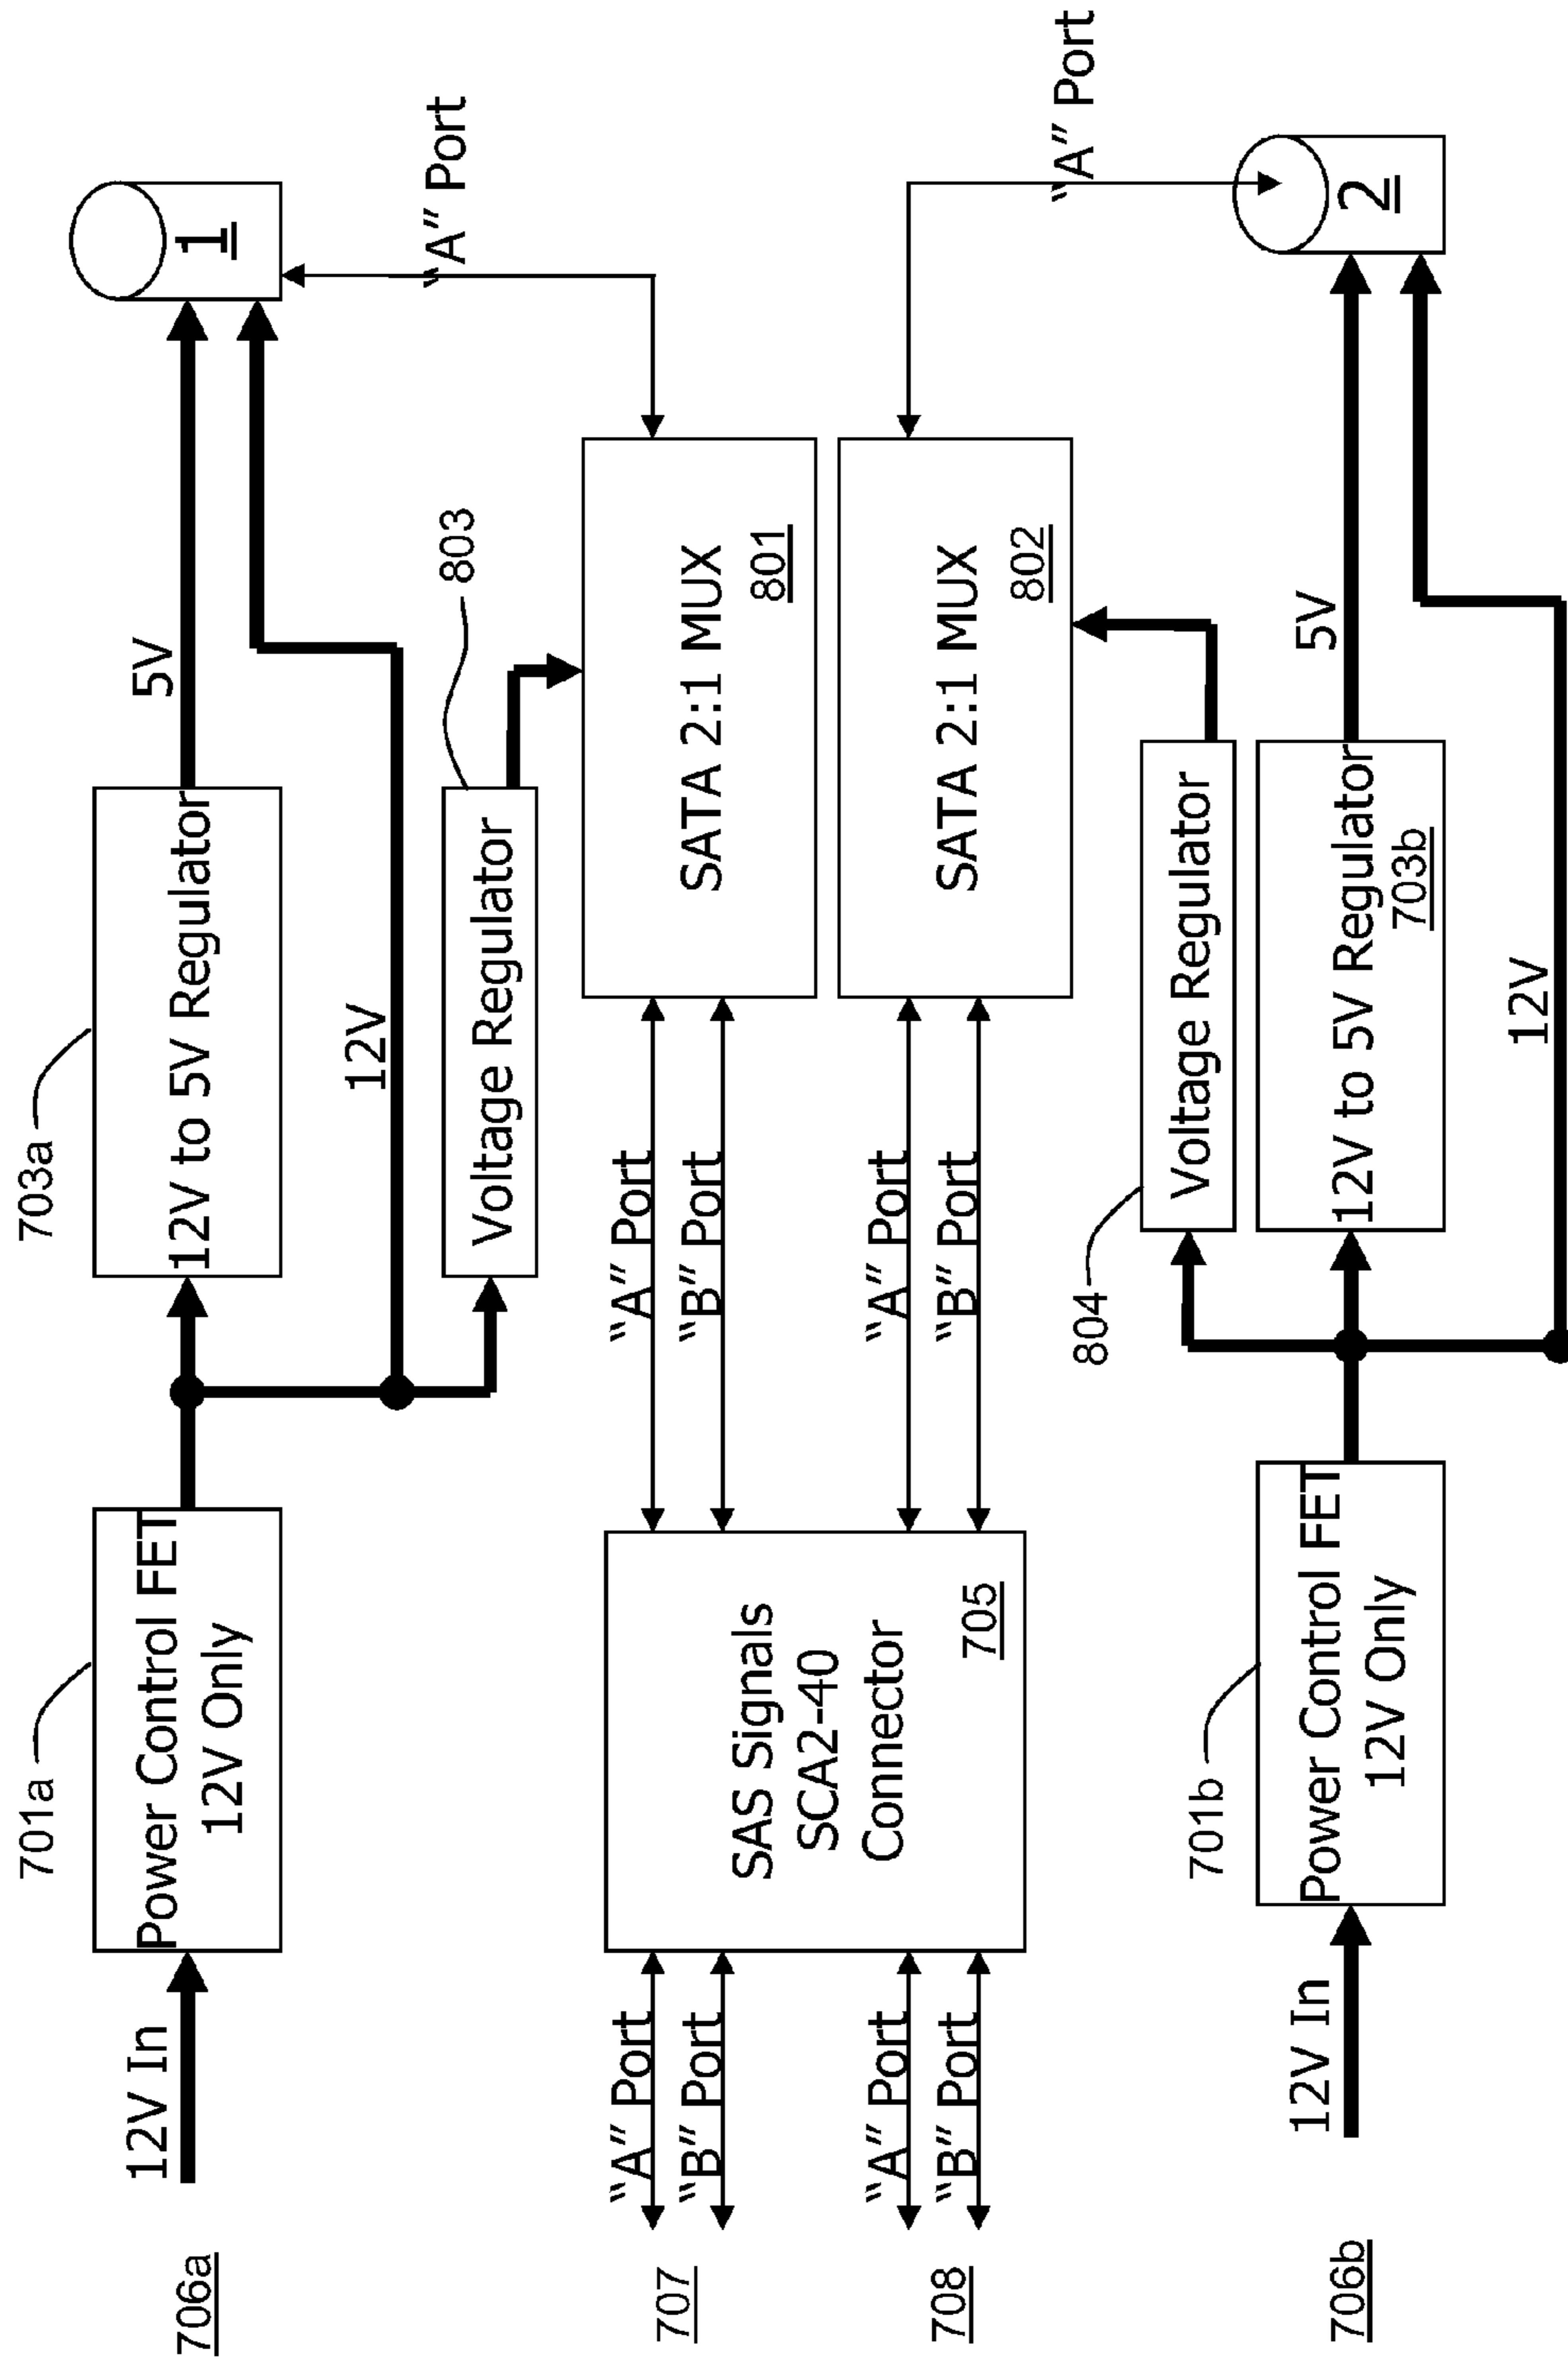 706a
12V In
701a
Power Control FET
12V Only
703a
12V to 5V Regulator
5V
1
12V
Voltage Regulator
803
"A" Port
707
"A" Port
"B" Port
708
"A" Port
"B" Port
SAS Signals
SCA2-40
Connector
705
"A" Port
"B" Port
"A" Port
"B" Port
SATA 2:1 MUX
801
SATA 2:1 MUX
802
"A" Port
706b
12V In
701b
Power Control FET
12V Only
804
Voltage Regulator
12V to 5V Regulator
703b
5V
2
12V